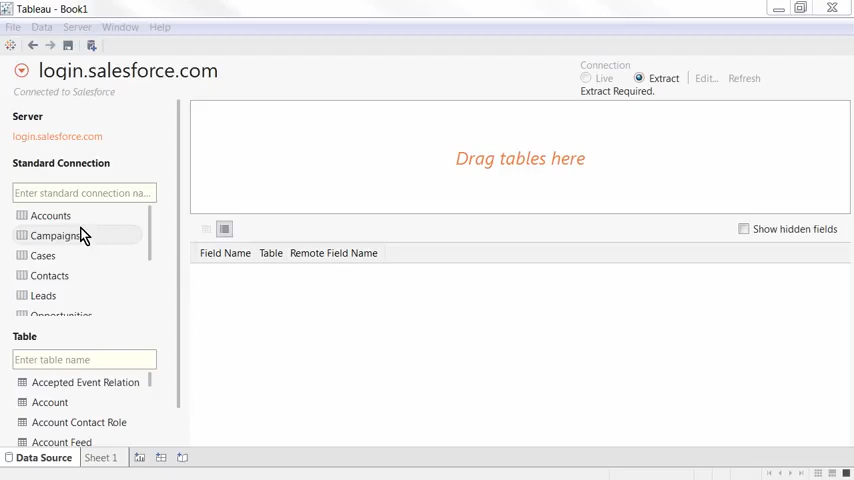 Tableau - Book1
File Data Server Window Help
login.salesforce.com
Connected to Salesforce
Connection
Live Extract Edit... Refresh
Extract Required.
Server
login.salesforce.com
Standard Connection
Enter standard connection na...
Accounts
Campaigns
Cases
Contacts
Leads
Opportunities
Table
Enter table name
Accepted Event Relation
Account
Account Contact Role
Account Feed
Drag tables here
Show hidden fields
Field Name Table Remote Field Name
Data Source Sheet 1